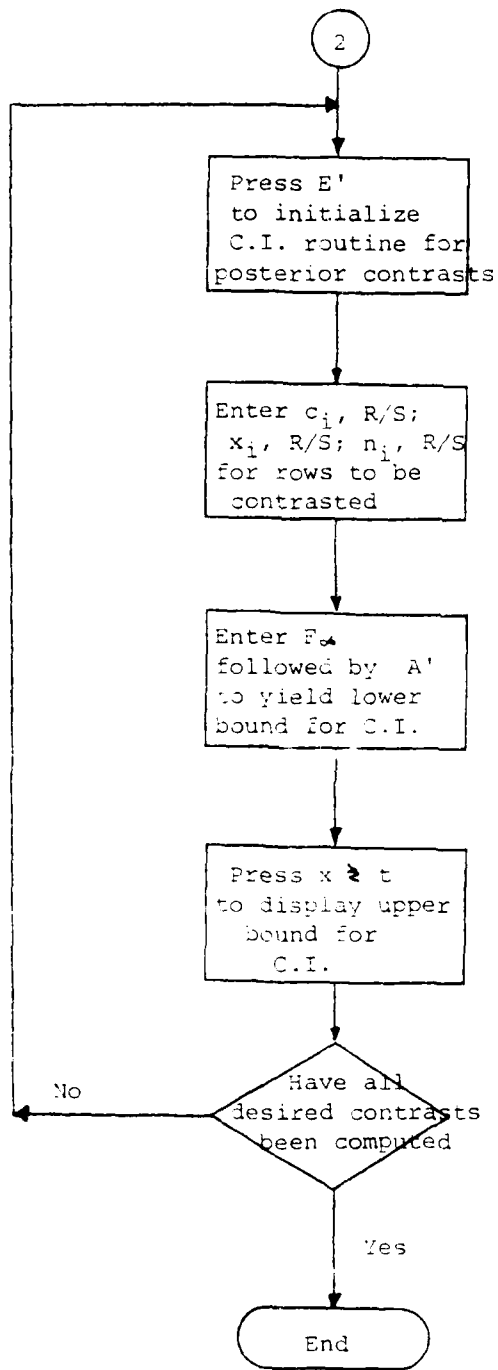 2
Press E'
to initialize
C.I. routine for
posterior contrasts
Enter c_i, R/S;
x_i, R/S; n_i, R/S
for rows to be
contrasted
Enter F_α
followed by A'
to yield lower
bound for C.I.
Press x ≷ t
to display upper
bound for
C.I.
Have all
desired contrasts
been computed
No
Yes
End